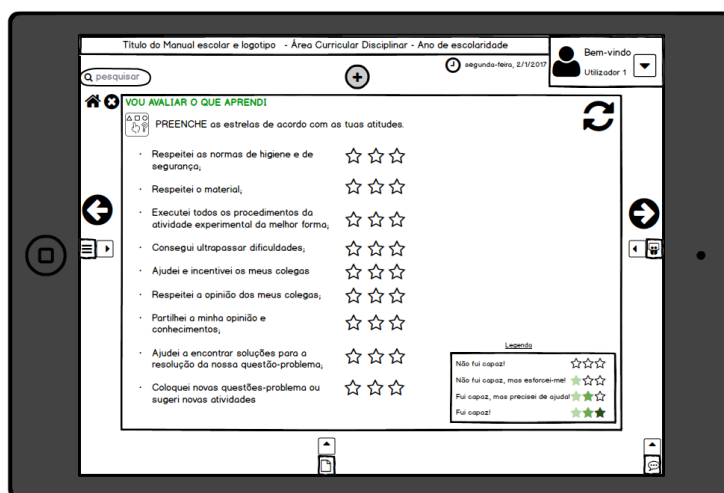 Título do Manual escolar e logotipo - Área Curricular Disciplinar - Ano de escolaridade
Bem-vindo
Utilizador 1
segunda-feira, 2/1/2017
pesquisar
VOU AVALIAR O QUE APRENDI
PREENCHE as estrelas de acordo com as tuas atitudes.
· Respeitei as normas de higiene e de
segurança;
· Respeitei o material;
· Executei todos os procedimentos da
atividade experimental da melhor forma;
· Consegui ultrapassar dificuldades;
· Ajudei e incentivei os meus colegas
· Respeitei a opinião dos meus colegas;
· Partilhei a minha opinião e
conhecimentos;
· Ajudei a encontrar soluções para a
resolução da nossa questão-problema;
· Coloquei novas questões-problema ou
sugeri novas atividades
Legenda
Não fui capaz!
Não fui capaz, mas esforcei-me!
Fui capaz, mas precisei de ajuda!
Fui capaz!